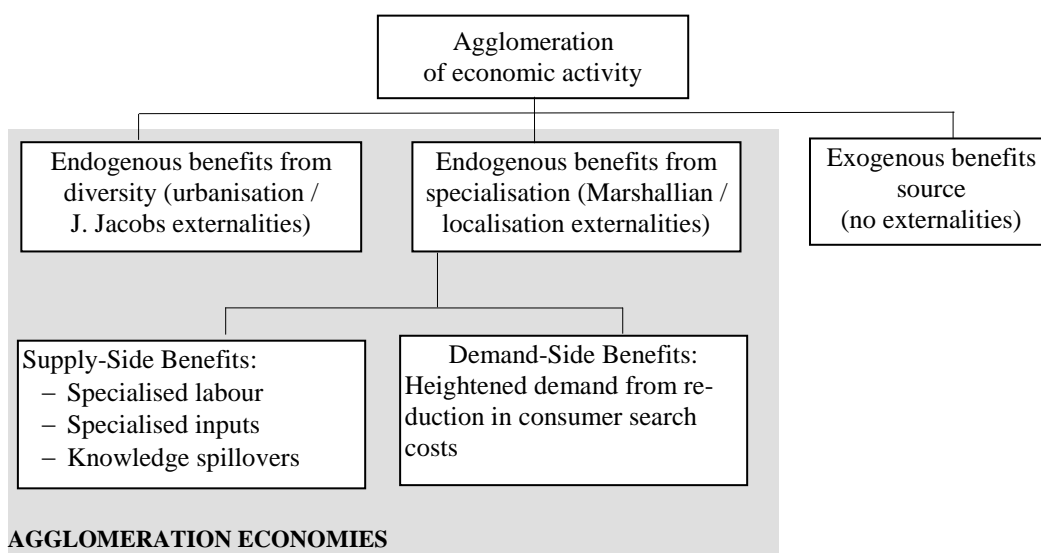 Agglomeration
of economic activity
Endogenous benefits from
diversity (urbanisation /
J. Jacobs externalities)
Endogenous benefits from
specialisation (Marshallian /
localisation externalities)
Exogenous benefits
source
(no externalities)
Supply-Side Benefits:
– Specialised labour
– Specialised inputs
– Knowledge spillovers
Demand-Side Benefits:
Heightened demand from re-
duction in consumer search
costs
AGGLOMERATION ECONOMIES